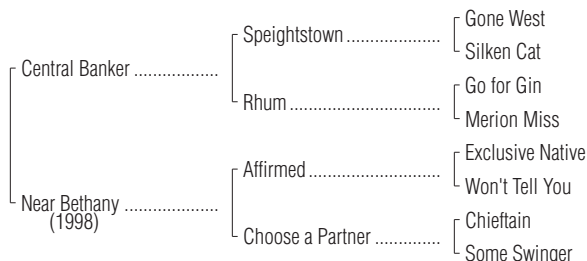 Central Banker ..................
Speightstown ....................
Gone West
Silken Cat
Rhum ................................
Go for Gin
Merion Miss
Near Bethany ....................
(1998)
Affirmed ............................
Exclusive Native
Won't Tell You
Choose a Partner ..............
Chieftain
Some Swinger